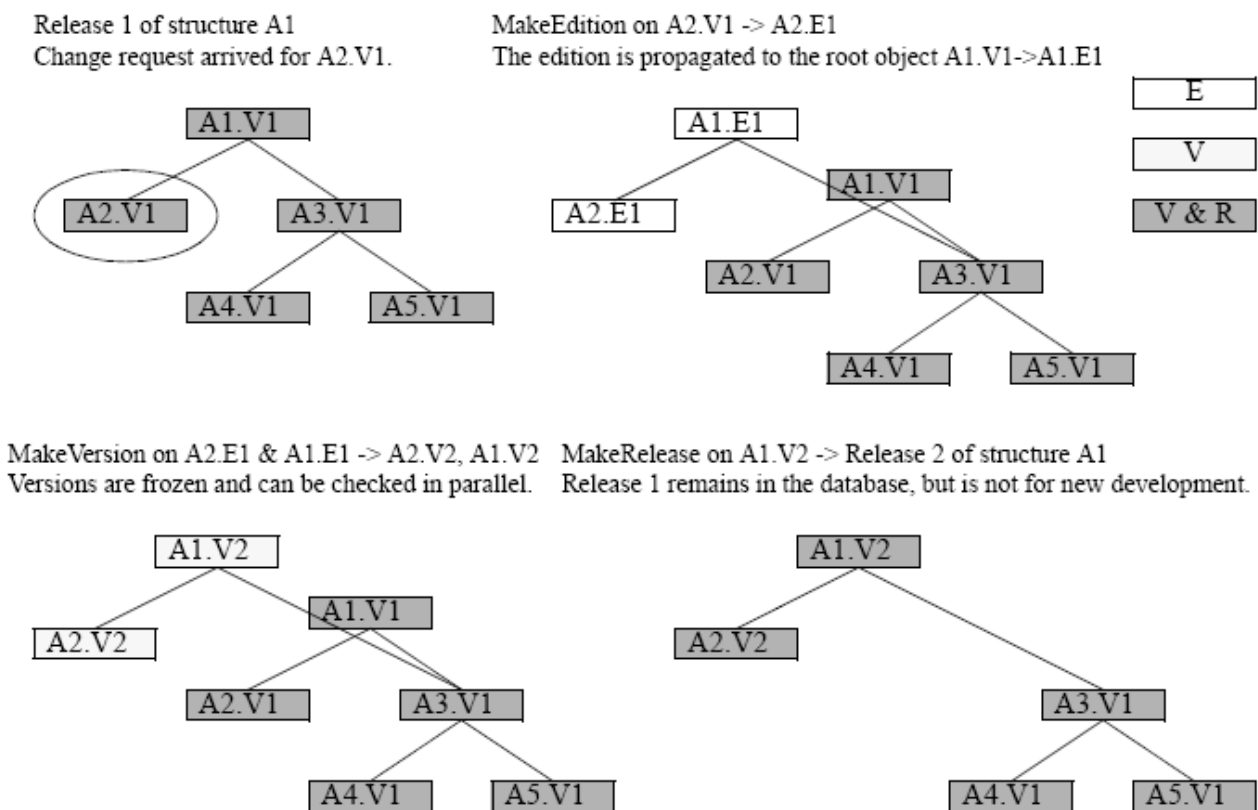 Release 1 of structure A1
Change request arrived for A2.V1.
A1.V1
A2.V1
A3.V1
A4.V1
A5.V1
MakeEdition on A2.V1 -> A2.E1
The edition is propagated to the root object A1.V1->A1.E1
A1.E1
A1.V1
A2.E1
A2.V1
A3.V1
A4.V1
A5.V1
E
V
V & R
MakeVersion on A2.E1 & A1.E1 -> A2.V2, A1.V2
Versions are frozen and can be checked in parallel.
A1.V2
A1.V1
A2.V2
A2.V1
A3.V1
A4.V1
A5.V1
MakeRelease on A1.V2 -> Release 2 of structure A1
Release 1 remains in the database, but is not for new development.
A1.V2
A2.V2
A3.V1
A4.V1
A5.V1